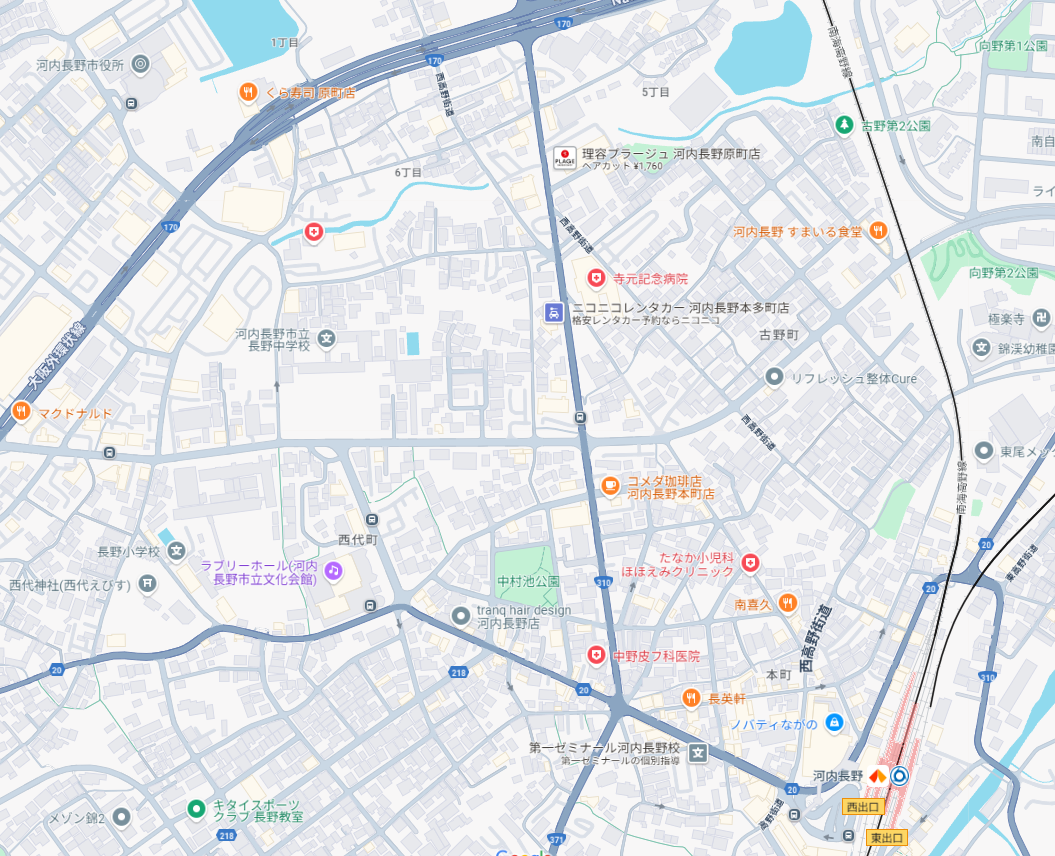 170
1丁目
河内長野市役所
170
くら寿司 原町店
西高野街道
5丁目
南海高野線
向野第1公園
古野第2公園
南自
理容プラージュ 河内長野原町店
PLAGE
ヘアカット ¥1,760
6丁目
ライ
170
西高野街道
河内長野 すまいる食堂
寺元記念病院
向野第2公園
ニコニコレンタカー 河内長野本多町店
格安レンタカー予約ならニコニコ
極楽寺
河内長野市立
長野中学校
古野町
錦渓幼稚園
大阪外環状線
リフレッシュ整体Cure
マクドナルド
西高野街道
東尾メッ
コメダ珈琲店
河内長野本町店
南海高野線
西代町
長野小学校
20
たなか小児科
ほほえみクリニック
ラブリーホール(河内
長野市立文化会館)
東高野街道
中村池公園
310
西代神社(西代えびす)
20
南喜久
tranq hair design
河内長野店
西高野街道
中野皮フ科医院
20
218
本町
310
20
長英軒
ノバティながの
第一ゼミナール河内長野校
第一ゼミナールの個別指導
河内長野
20
西出口
キタイスポーツ
クラブ 長野教室
メゾン錦2
高野街道
218
371
東出口
Google